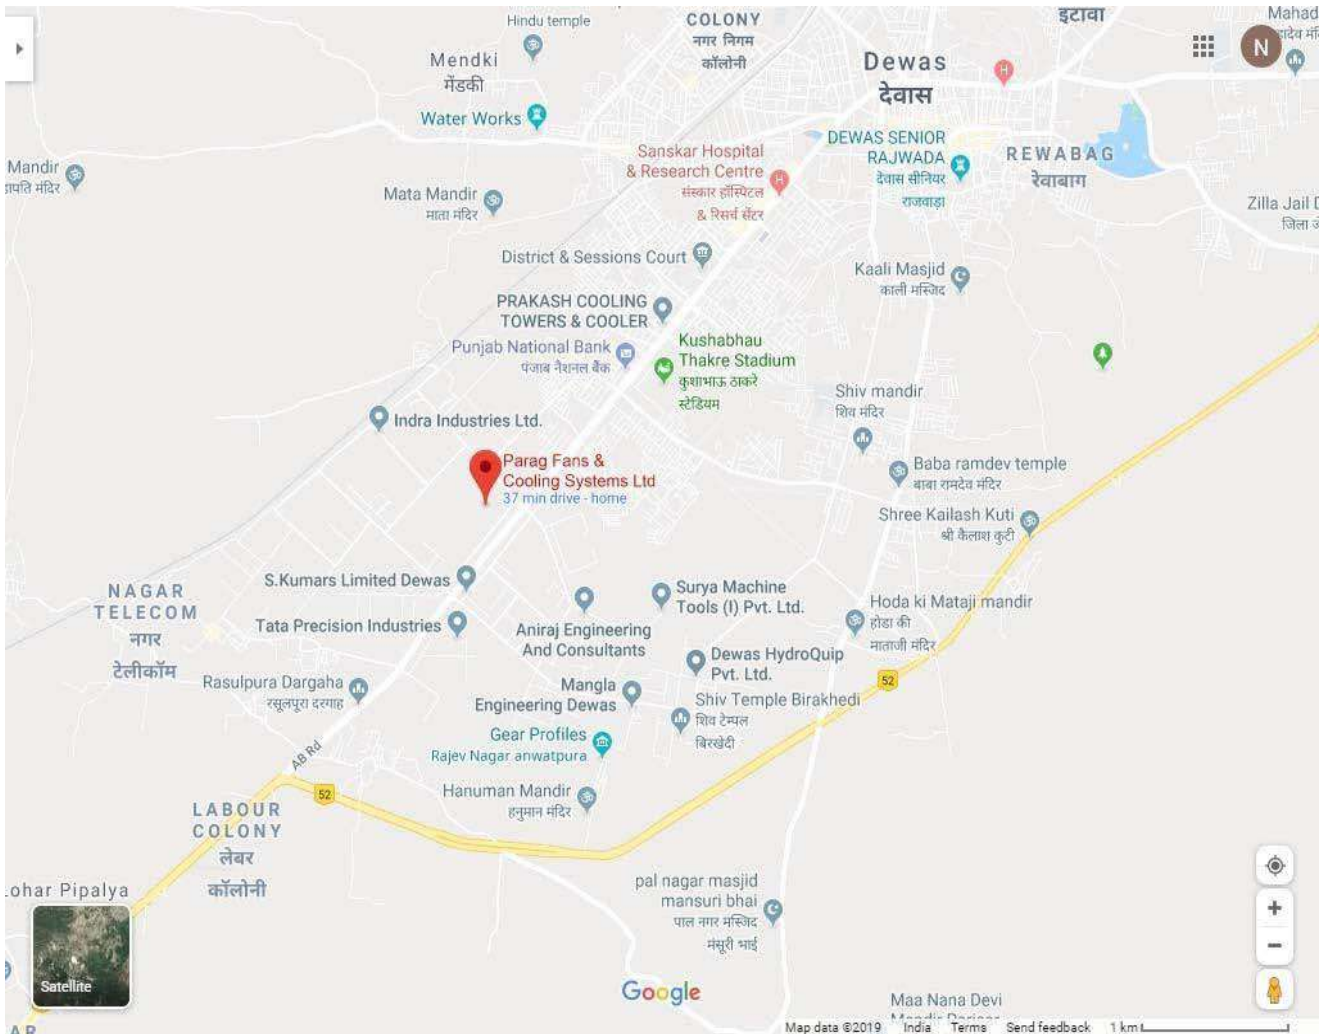 Hindu temple
COLONY
नगर निगम
कॉलोनी
इटावा
Mahad
N
Mendki
मेंडकी
Dewas
देवास
H
Water Works
Sanskar Hospital
& Research Centre
संस्कार हॉस्पिटल
& रिसर्च सेंटर
H
DEWAS SENIOR
RAJWADA
देवास सीनियर
राजवाड़ा
REWABAG
रेवाबाग
Mandir
Mata Mandir
माता मंदिर
Zilla Jail D
जिला
District & Sessions Court
Kaali Masjid
काली मस्जिद
PRAKASH COOLING
TOWERS & COOLER
Punjab National Bank
पंजाब नैशनल बैंक
Kushabhau
Thakre Stadium
कुशाभाऊ ठाकरे
स्टेडियम
Shiv mandir
शिव मंदिर
Indra Industries Ltd.
Parag Fans &
Cooling Systems Ltd
37 min drive - home
Baba ramdev temple
बाबा रामदेव मंदिर
Shree Kailash Kuti
श्री कैलाश कुटी
NAGAR
TELECOM
नगर
टेलीकॉम
S.Kumars Limited Dewas
Tata Precision Industries
Aniraj Engineering
And Consultants
Surya Machine
Tools (I) Pvt. Ltd.
Hoda ki Mataji mandir
होडा की
माताजी मंदिर
Dewas HydroQuip
Pvt. Ltd.
Rasulpura Dargaha
रसूलपूरा दरगाह
Mangla
Engineering Dewas
Shiv Temple Birakhedi
शिव टेम्पल
बिरखेदी
52
Gear Profiles
Rajev Nagar anwatpura
AB Rd
52
Hanuman Mandir
हनुमान मंदिर
LABOUR
COLONY
लेबर
कॉलोनी
Lohar Pipalya
pal nagar masjid
mansuri bhai
पाल नगर मस्जिद
मंसूरी भाई
Satellite
Google
Maa Nana Devi
Map data ©2019 India Terms Send feedback 1 km